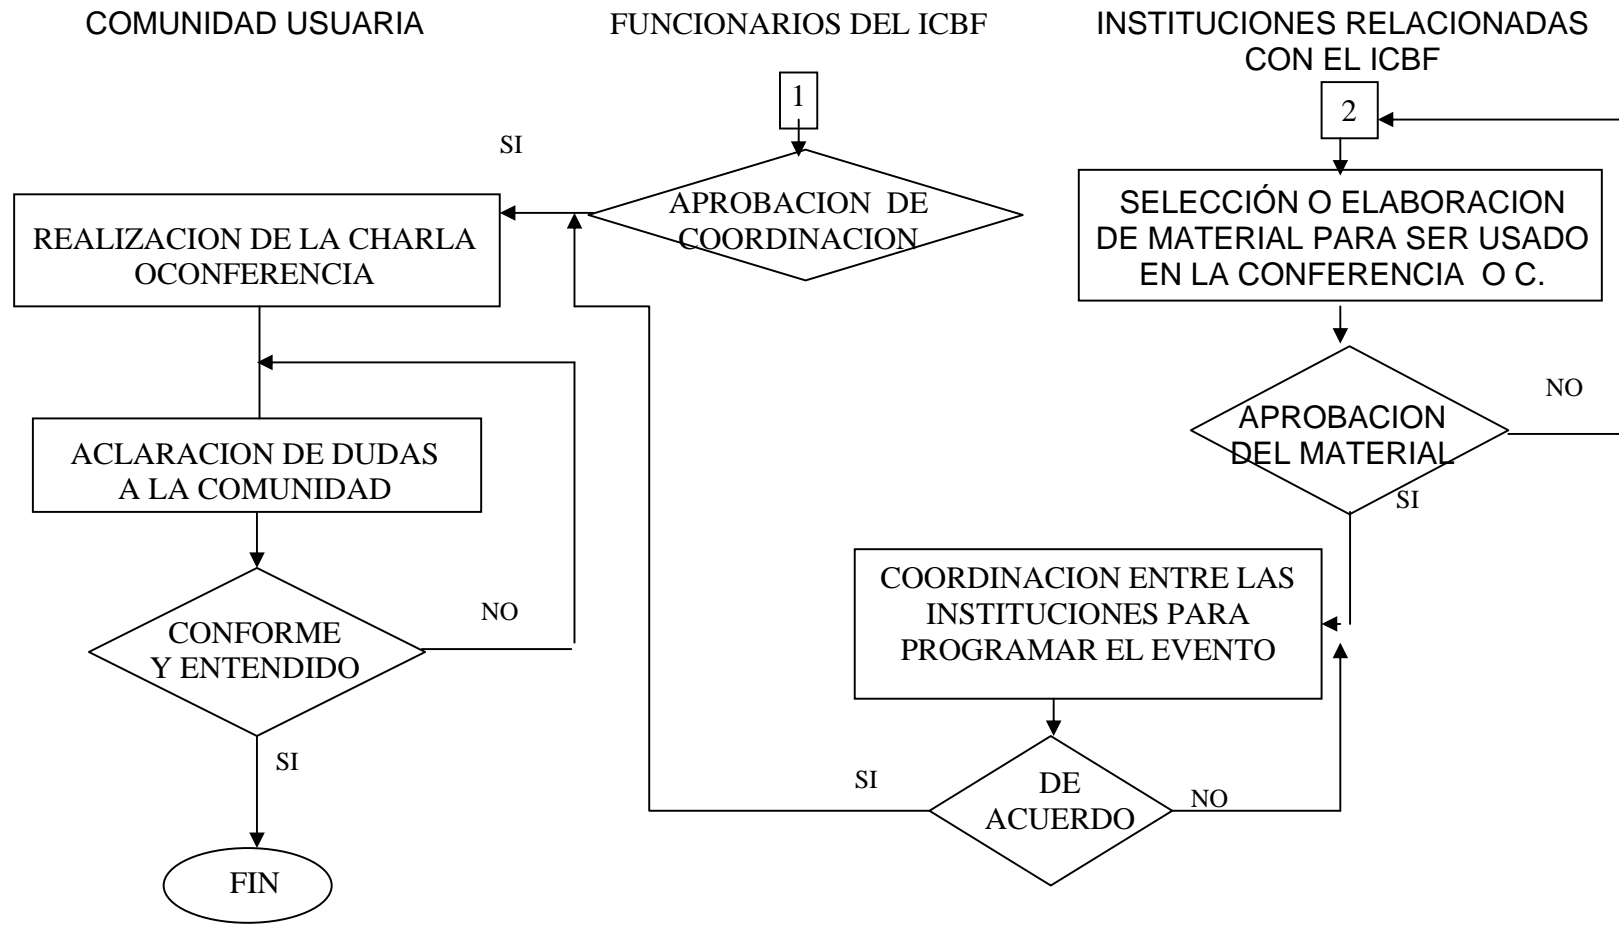 COMUNIDAD USUARIA
FUNCIONARIOS DEL ICBF
INSTITUCIONES RELACIONADAS
CON EL ICBF
1
2
SI
APROBACION DE
COORDINACION
SELECCIÓN O ELABORACION
DE MATERIAL PARA SER USADO
EN LA CONFERENCIA O C.
REALIZACION DE LA CHARLA
OCONFERENCIA
NO
APROBACION
DEL MATERIAL
SI
ACLARACION DE DUDAS
A LA COMUNIDAD
COORDINACION ENTRE LAS
INSTITUCIONES PARA
PROGRAMAR EL EVENTO
NO
CONFORME
Y ENTENDIDO
SI
SI
DE
ACUERDO
NO
FIN